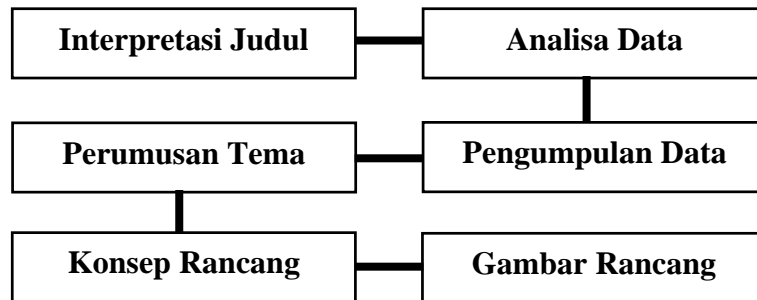 Interpretasi Judul
Analisa Data
Perumusan Tema
Pengumpulan Data
Konsep Rancang
Gambar Rancang